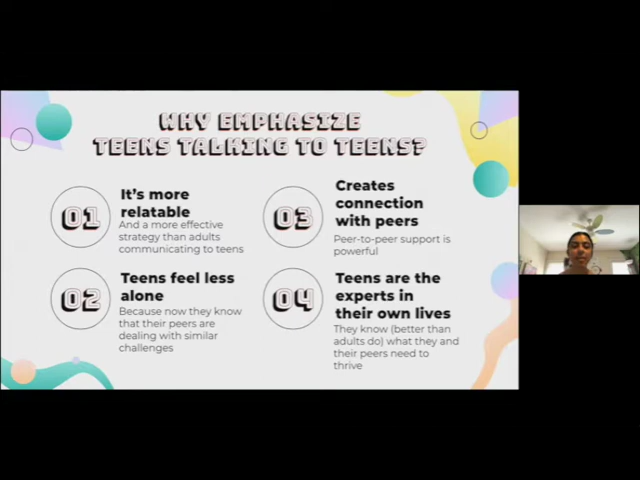 WHY EMPHASIZE
TEENS TALKING TO TEENS?
01
It's more
relatable
And a more effective
strategy than adults
communicating to teens
02
Teens feel less
alone
Because now they know
that their peers are
dealing with similar
challenges
03
Creates
connection
with peers
Peer-to-peer support is
powerful
04
Teens are the
experts in
their own lives
They know (better than
adults do) what they and
their peers need to
thrive